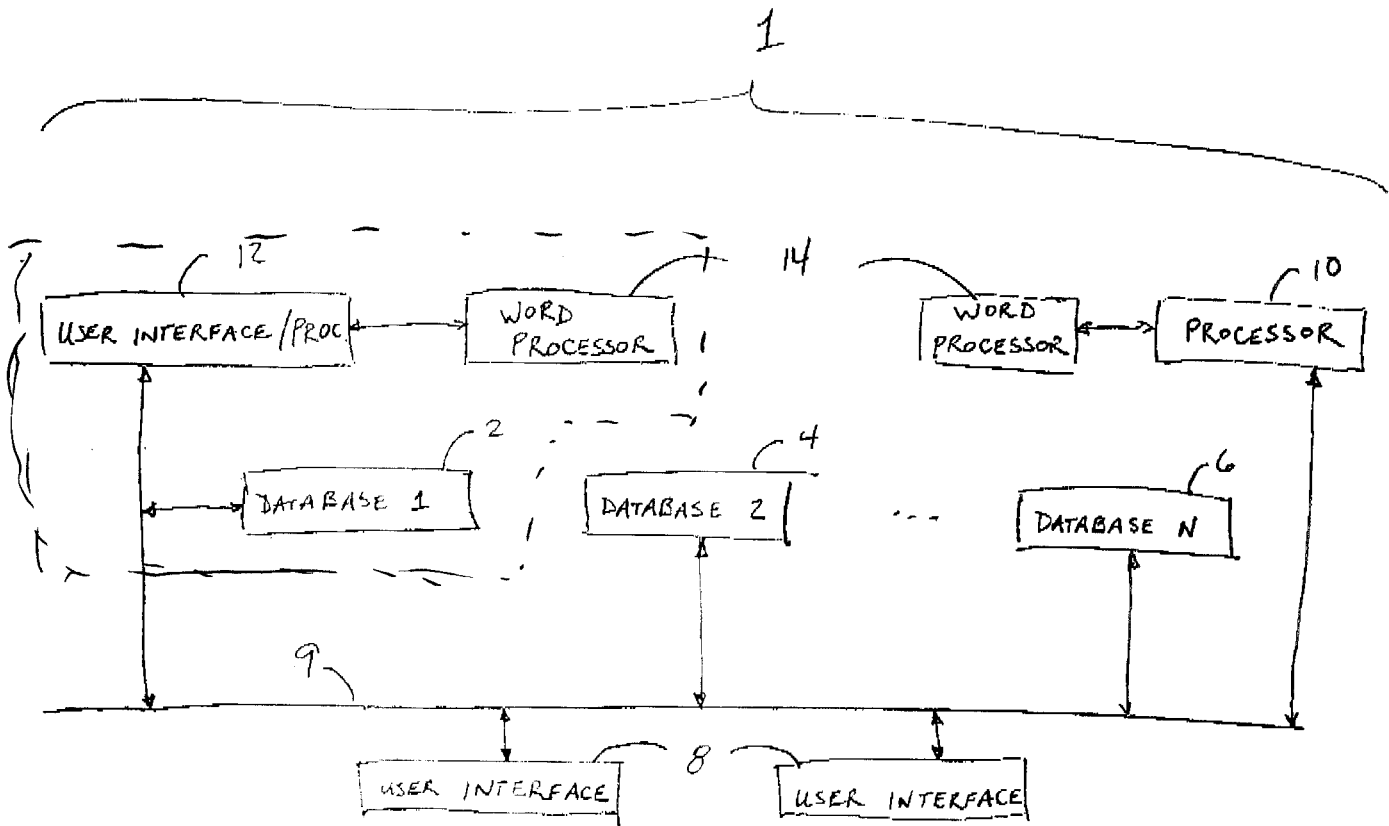 1
12
14
10
USER INTERFACE/PROC.
WORD
PROCESSOR
WORD
PROCESSOR
PROCESSOR
2
4
6
DATABASE 1
DATABASE 2
...
DATABASE N
9
8
USER INTERFACE
USER INTERFACE